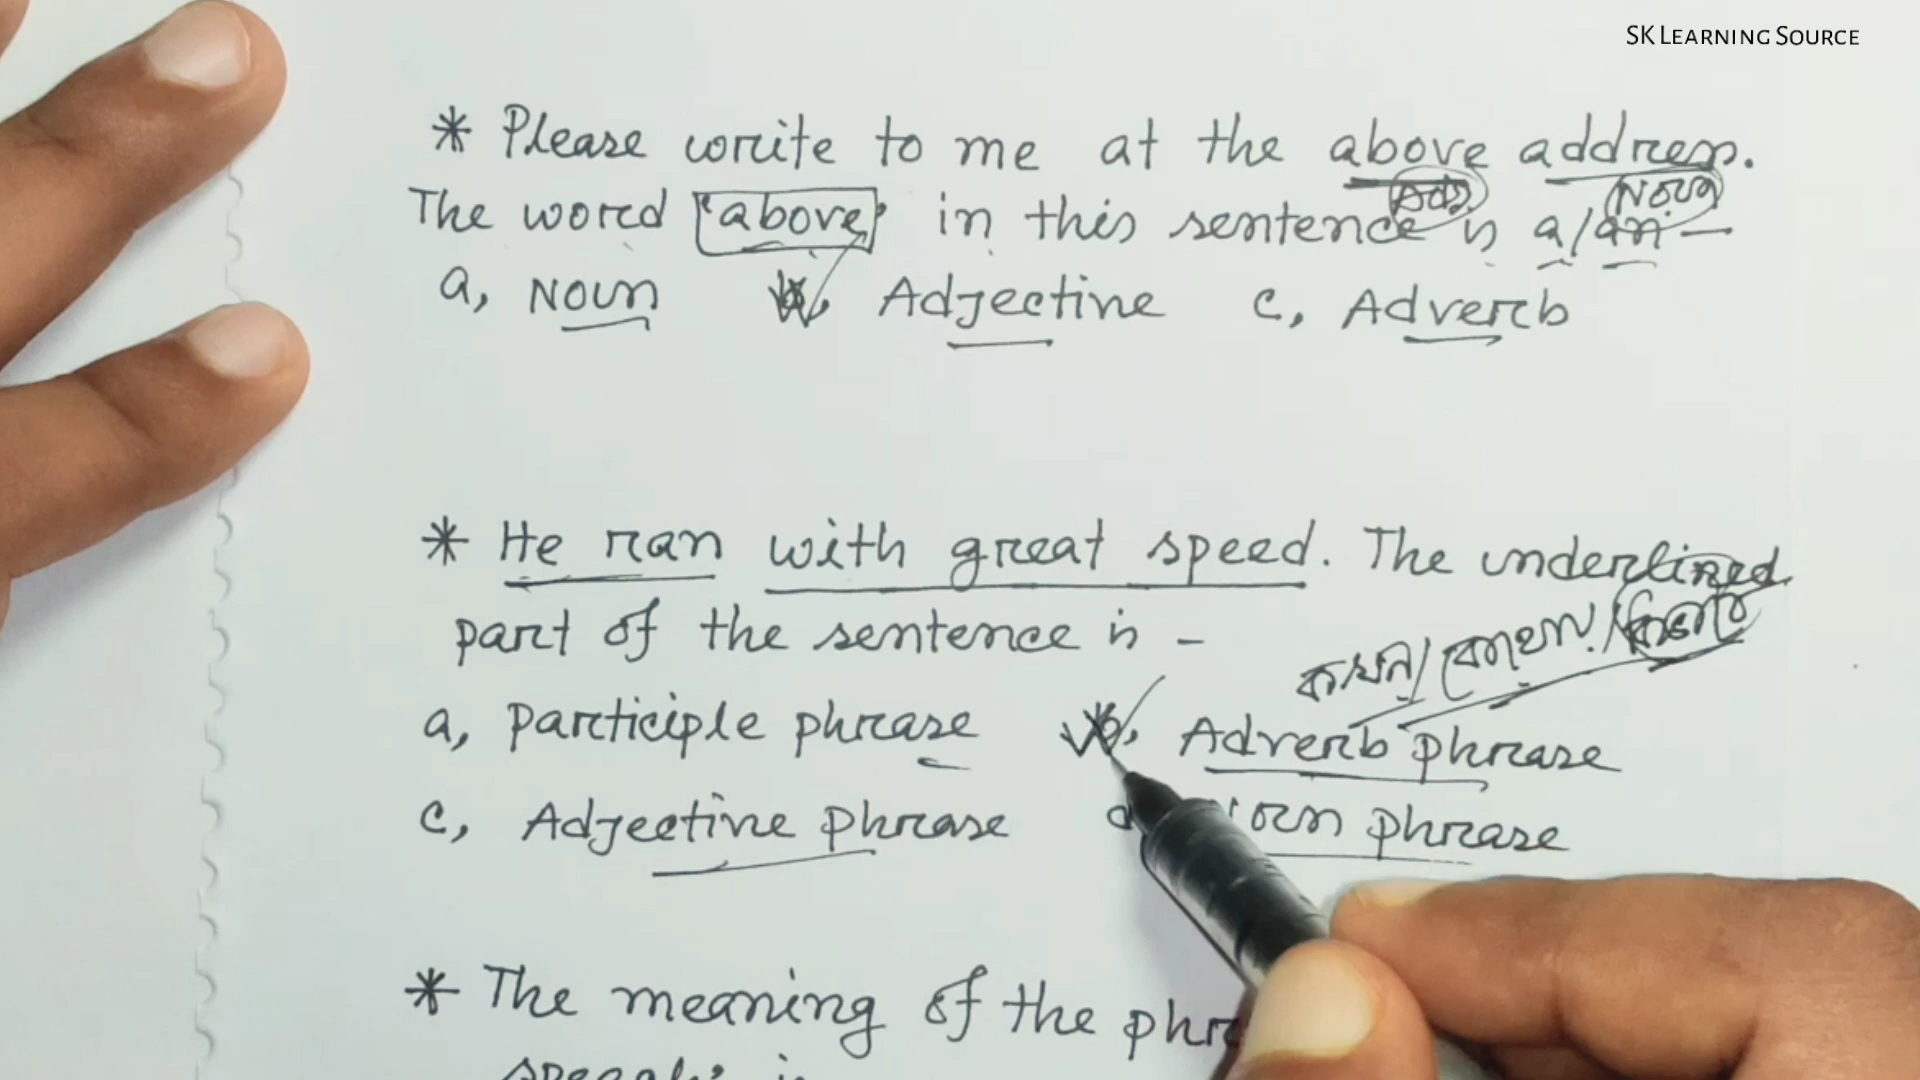 SK LEARNING SOURCE
* Please write to me at the above address.
Adj Noun
The word 'above' in this sentence is a/an —
a, Noun b, Adjective c, Adverb
* He ran with great speed. The underlined
part of the sentence is -
কখন/কোথায়/কিভাবে
a, participle phrase b, Adverb phrase
c, Adjective phrase phrase
* The meaning of the